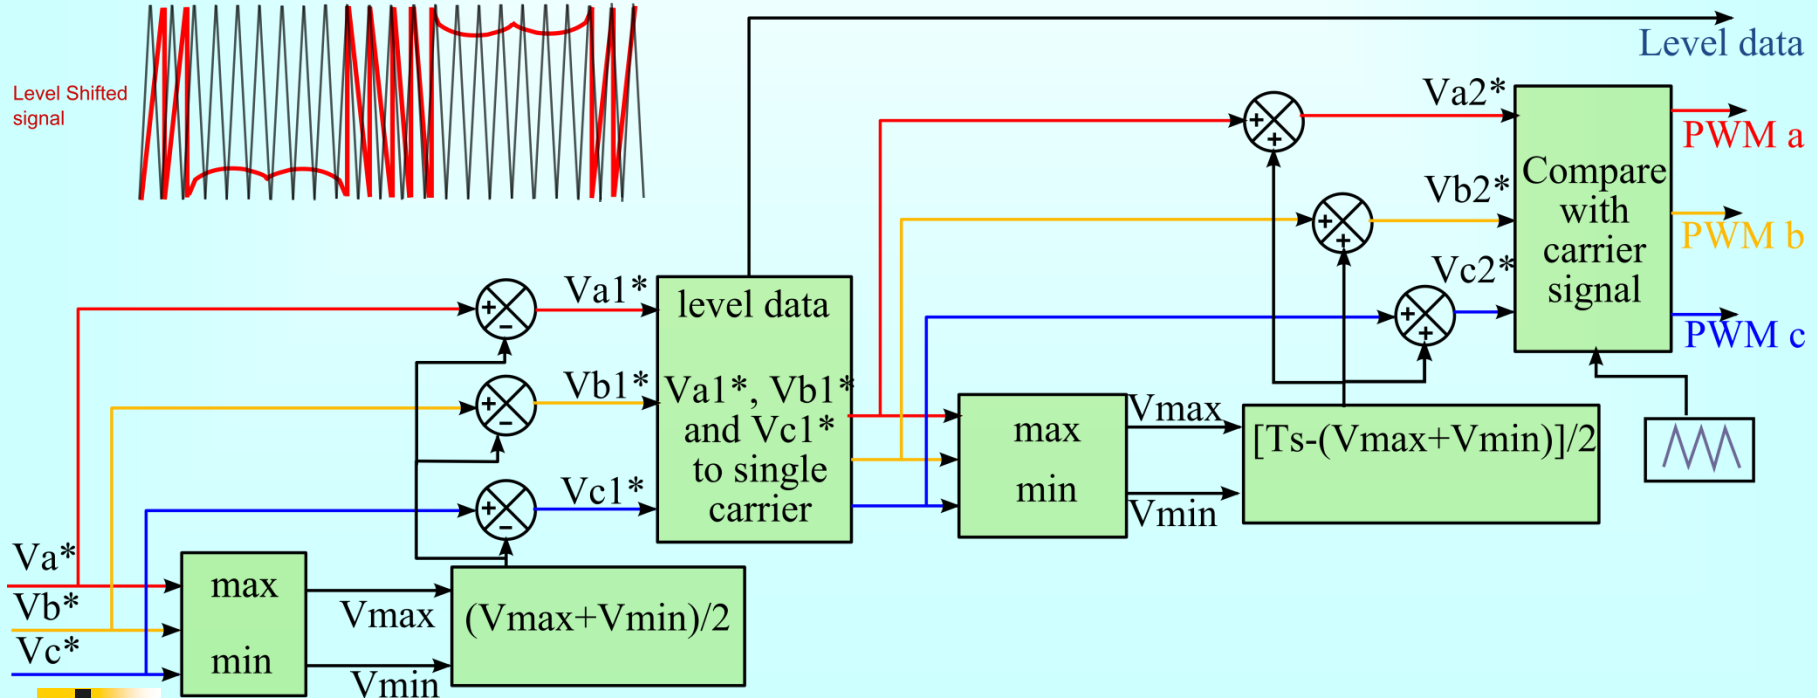 Level data
Level Shifted
signal
Va2*
PWM a
Compare
with
carrier
signal
Vb2*
PWM b
Vc2*
PWM c
Va1*
level data
Vb1*
Va1*, Vb1*
and Vc1*
to single
carrier
Vc1*
max
min
Vmax
Vmin
[Ts-(Vmax+Vmin)]/2
Va*
Vb*
Vc*
max
min
Vmax
Vmin
(Vmax+Vmin)/2